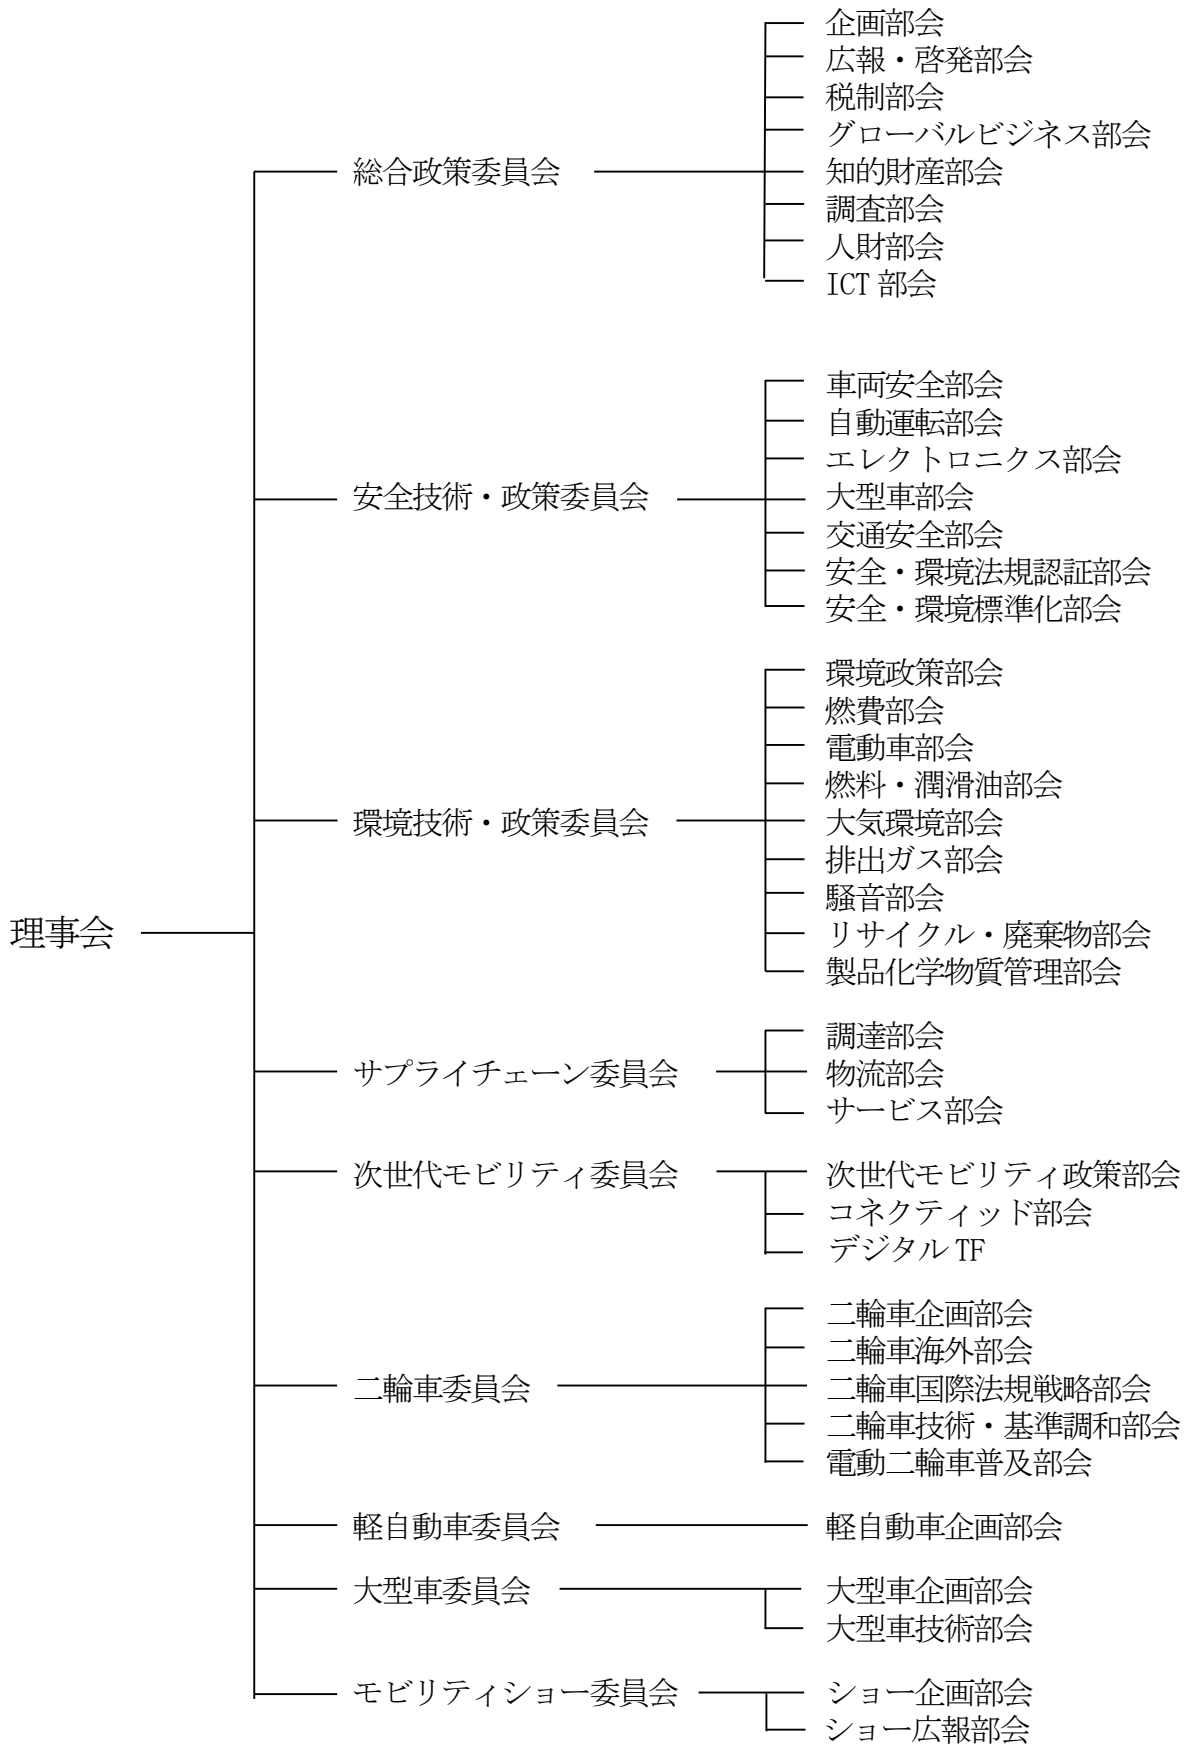 理事会
総合政策委員会
企画部会
広報・啓発部会
税制部会
グローバルビジネス部会
知的財産部会
調査部会
人財部会
ICT 部会
安全技術・政策委員会
車両安全部会
自動運転部会
エレクトロニクス部会
大型車部会
交通安全部会
安全・環境法規認証部会
安全・環境標準化部会
環境技術・政策委員会
環境政策部会
燃費部会
電動車部会
燃料・潤滑油部会
大気環境部会
排出ガス部会
騒音部会
リサイクル・廃棄物部会
製品化学物質管理部会
サプライチェーン委員会
調達部会
物流部会
サービス部会
次世代モビリティ委員会
次世代モビリティ政策部会
コネクティッド部会
デジタル TF
二輪車委員会
二輪車企画部会
二輪車海外部会
二輪車国際法規戦略部会
二輪車技術・基準調和部会
電動二輪車普及部会
軽自動車委員会
軽自動車企画部会
大型車委員会
大型車企画部会
大型車技術部会
モビリティショー委員会
ショー企画部会
ショー広報部会